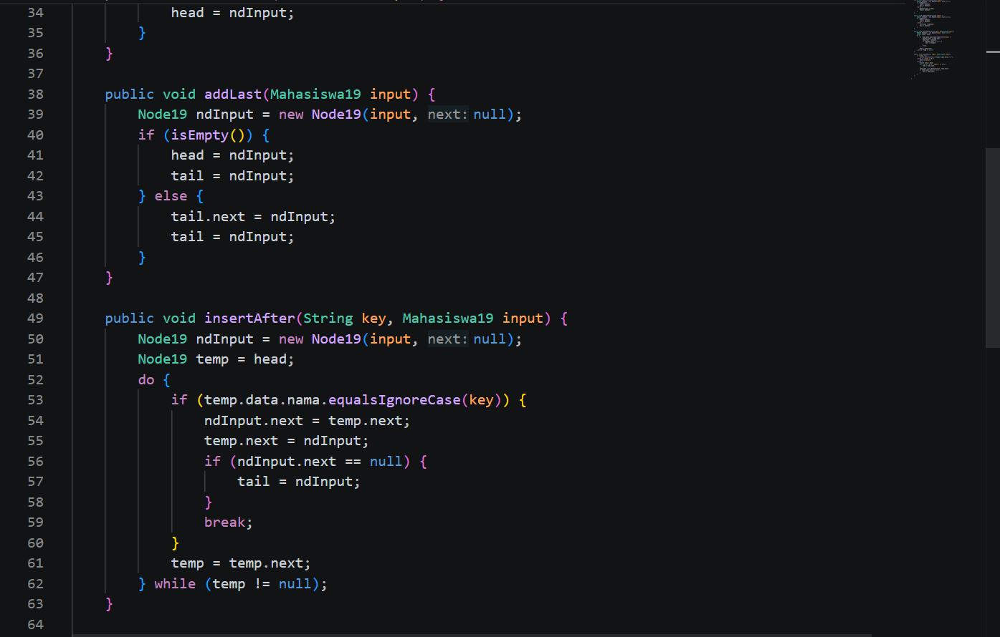 34 head = ndInput;
35 }
36 }
37
38 public void addLast(Mahasiswa19 input) {
39 Node19 ndInput = new Node19(input, next: null);
40 if (isEmpty()) {
41 head = ndInput;
42 tail = ndInput;
43 } else {
44 tail.next = ndInput;
45 tail = ndInput;
46 }
47 }
48
49 public void insertAfter(String key, Mahasiswa19 input) {
50 Node19 ndInput = new Node19(input, next: null);
51 Node19 temp = head;
52 do {
53 if (temp.data.nama.equalsIgnoreCase(key)) {
54 ndInput.next = temp.next;
55 temp.next = ndInput;
56 if (ndInput.next == null) {
57 tail = ndInput;
58 }
59 break;
60 }
61 temp = temp.next;
62 } while (temp != null);
63 }
64